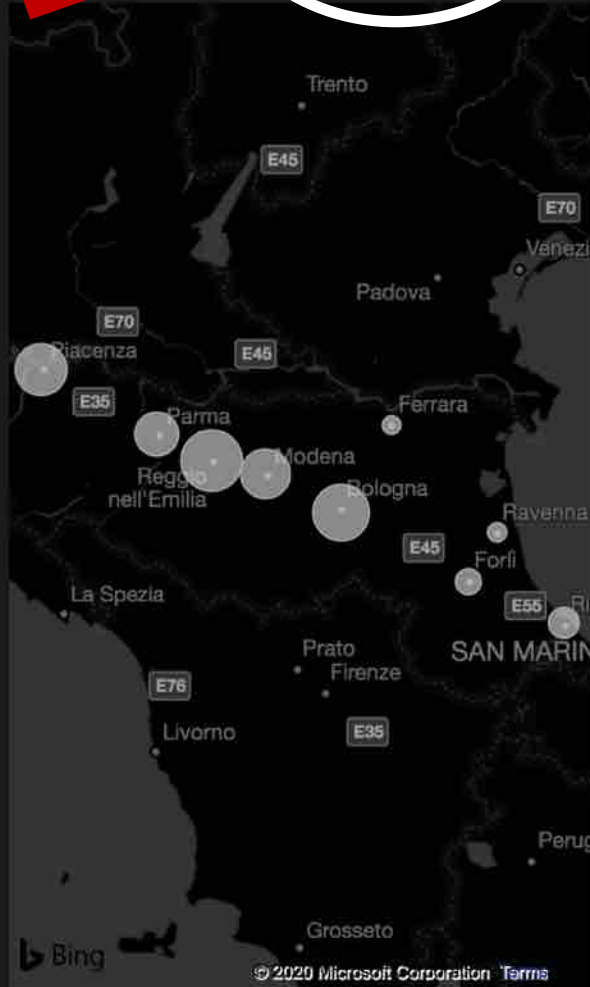 Trento
E45
E70
Venezi
Padova
E70
Piacenza
E45
E35
Ferrara
Parma
Modena
Reggio
nell'Emilia
Bologna
Ravenna
E45
Forlì
La Spezia
E55
Ri
Prato
SAN MARIN
Firenze
E76
E35
Livorno
Perug
Grosseto
Bing
© 2020 Microsoft Corporation Terms